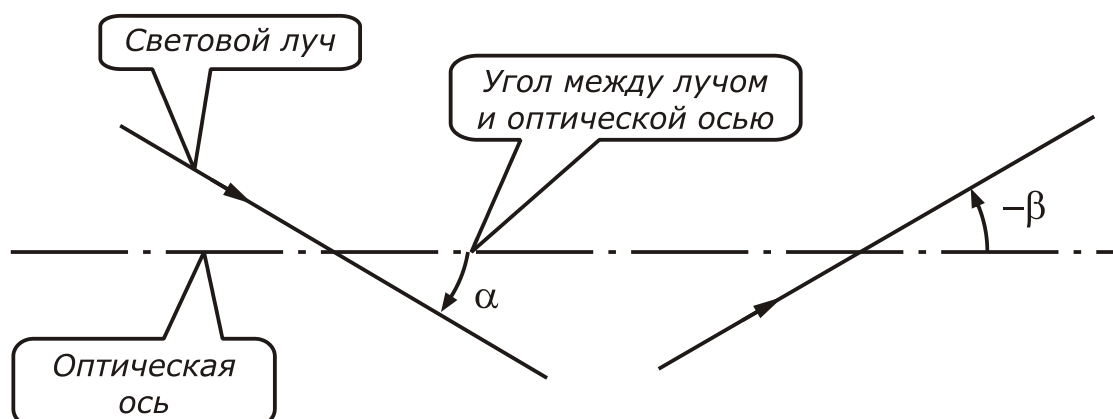 Световой луч
Угол между лучом
и оптической осью
−β
α
Оптическая
ось